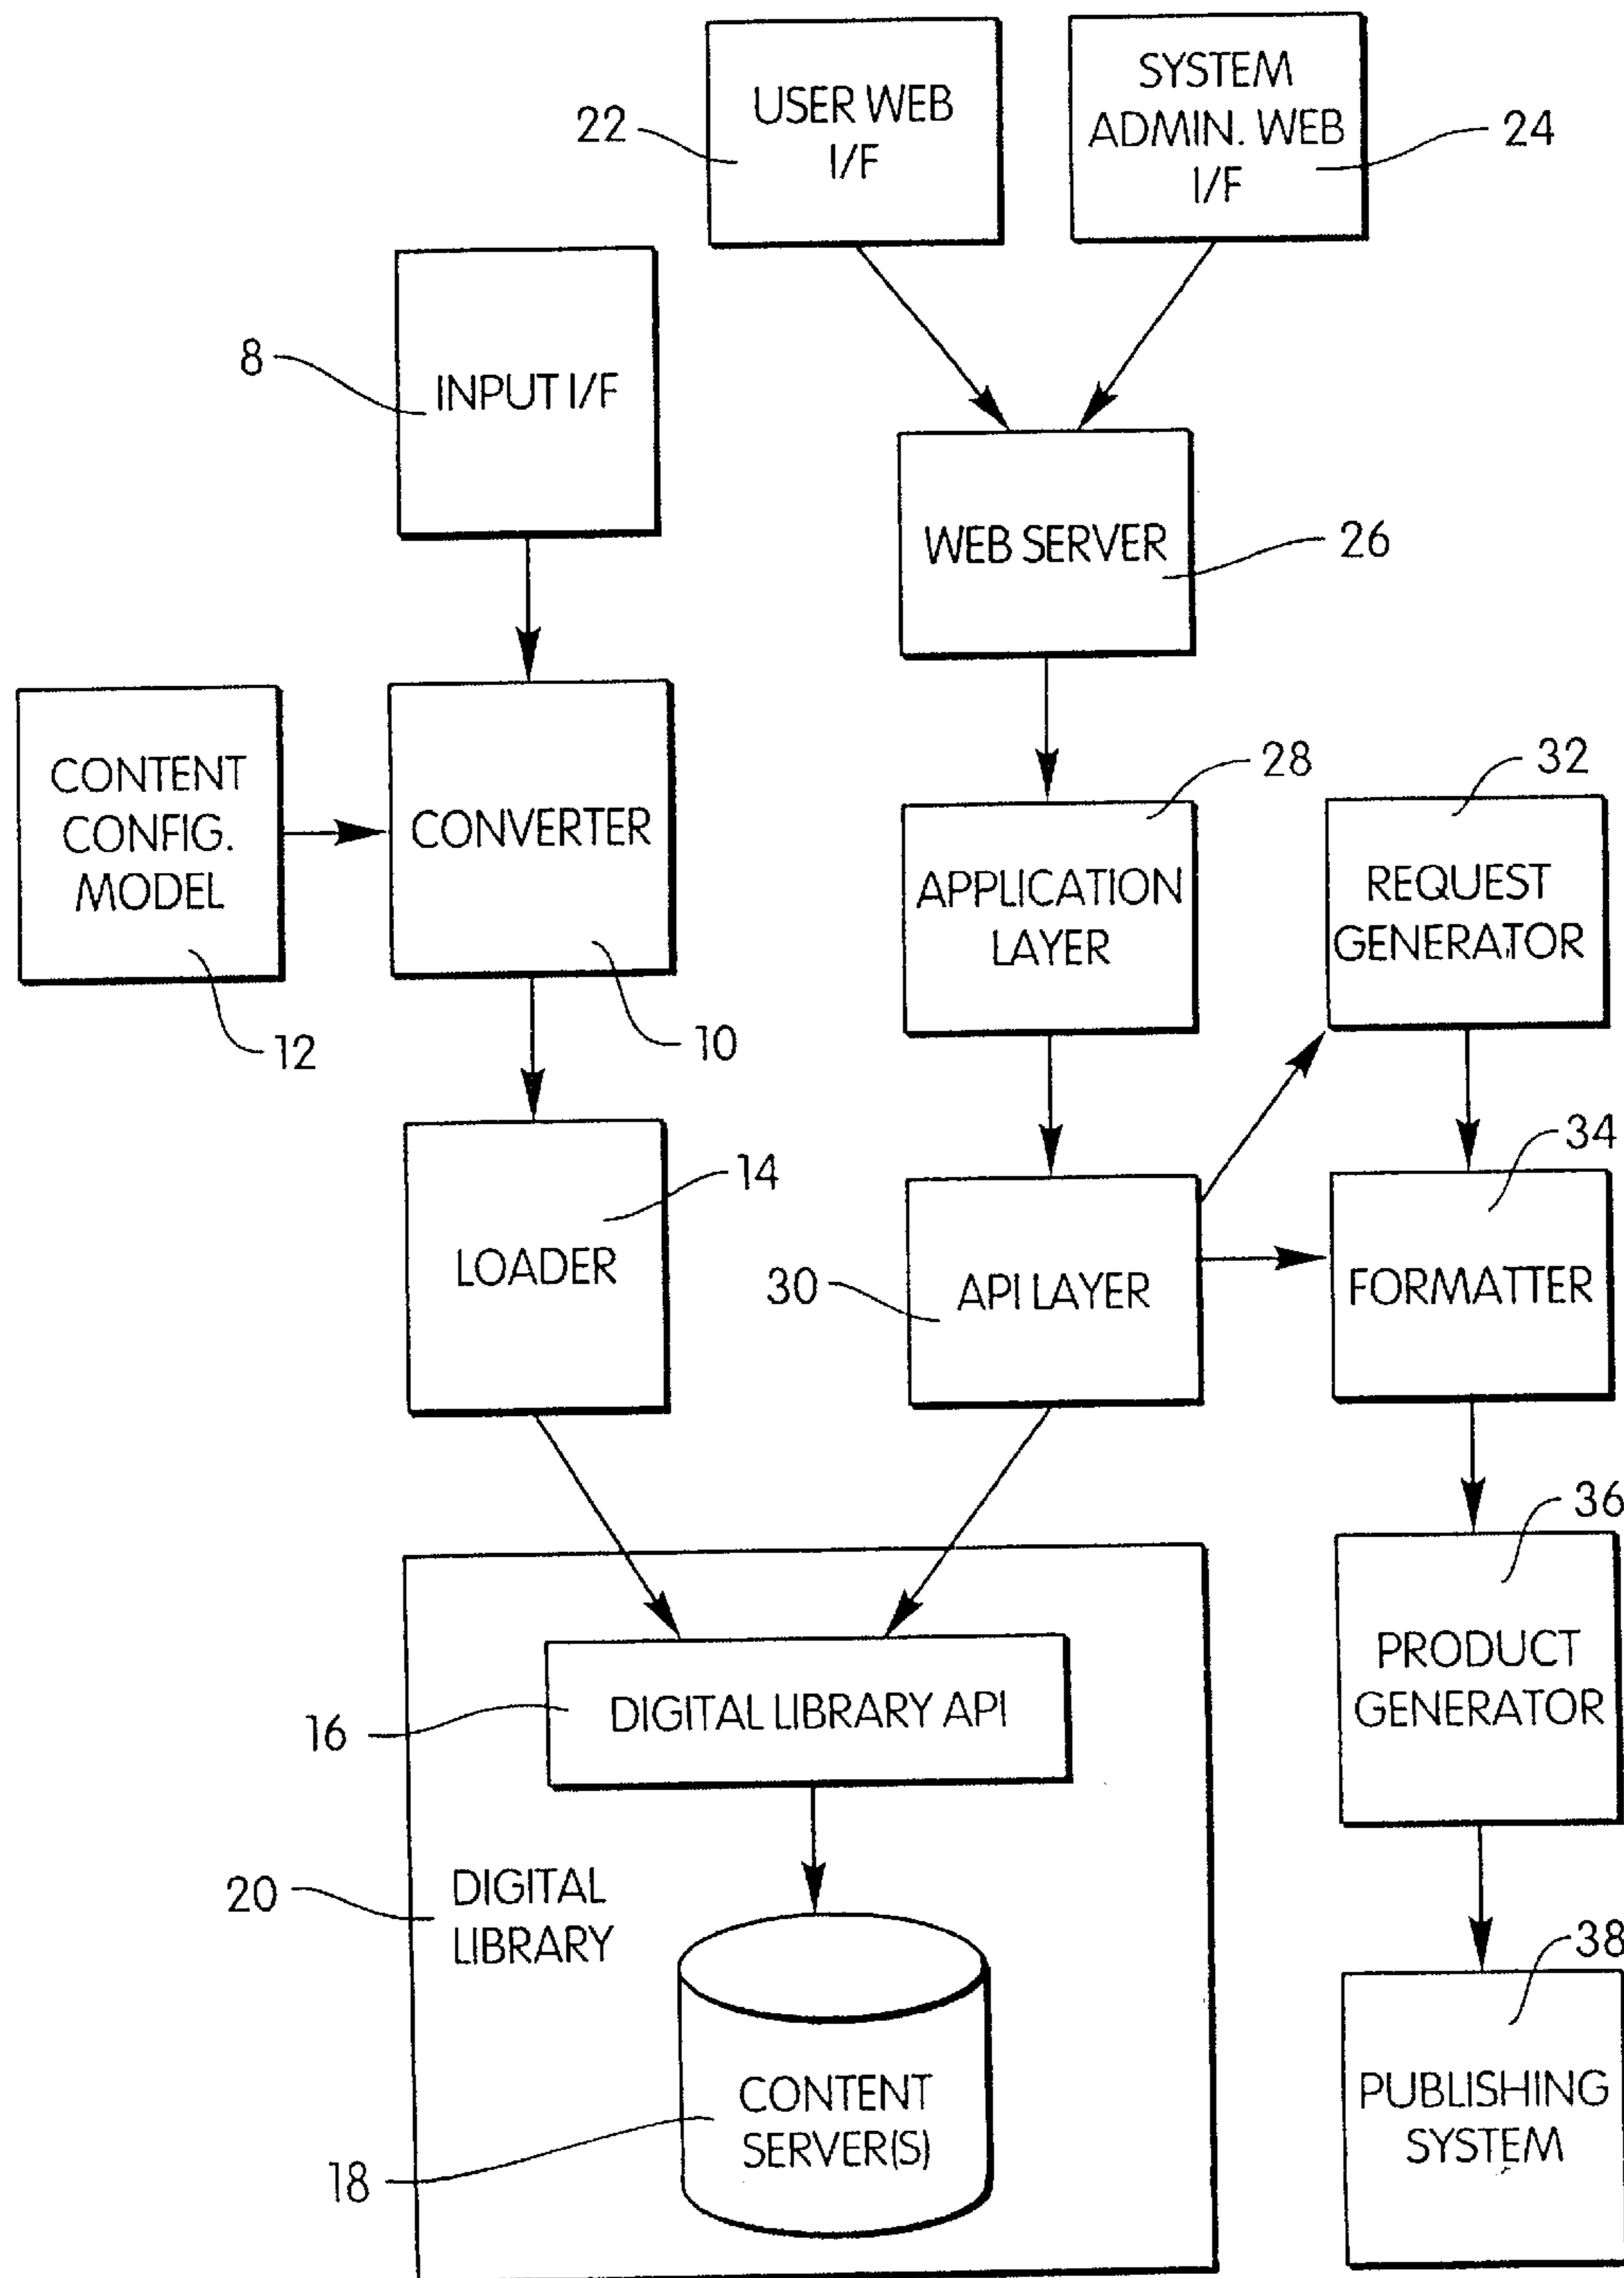 USER WEB
I/F
22
SYSTEM
ADMIN. WEB
I/F
24
8
INPUT I/F
WEB SERVER
26
CONTENT
CONFIG.
MODEL
12
CONVERTER
10
28
APPLICATION
LAYER
32
REQUEST
GENERATOR
14
LOADER
30
API LAYER
34
FORMATTER
36
PRODUCT
GENERATOR
16
DIGITAL LIBRARY API
20
DIGITAL
LIBRARY
18
CONTENT
SERVER(S)
38
PUBLISHING
SYSTEM